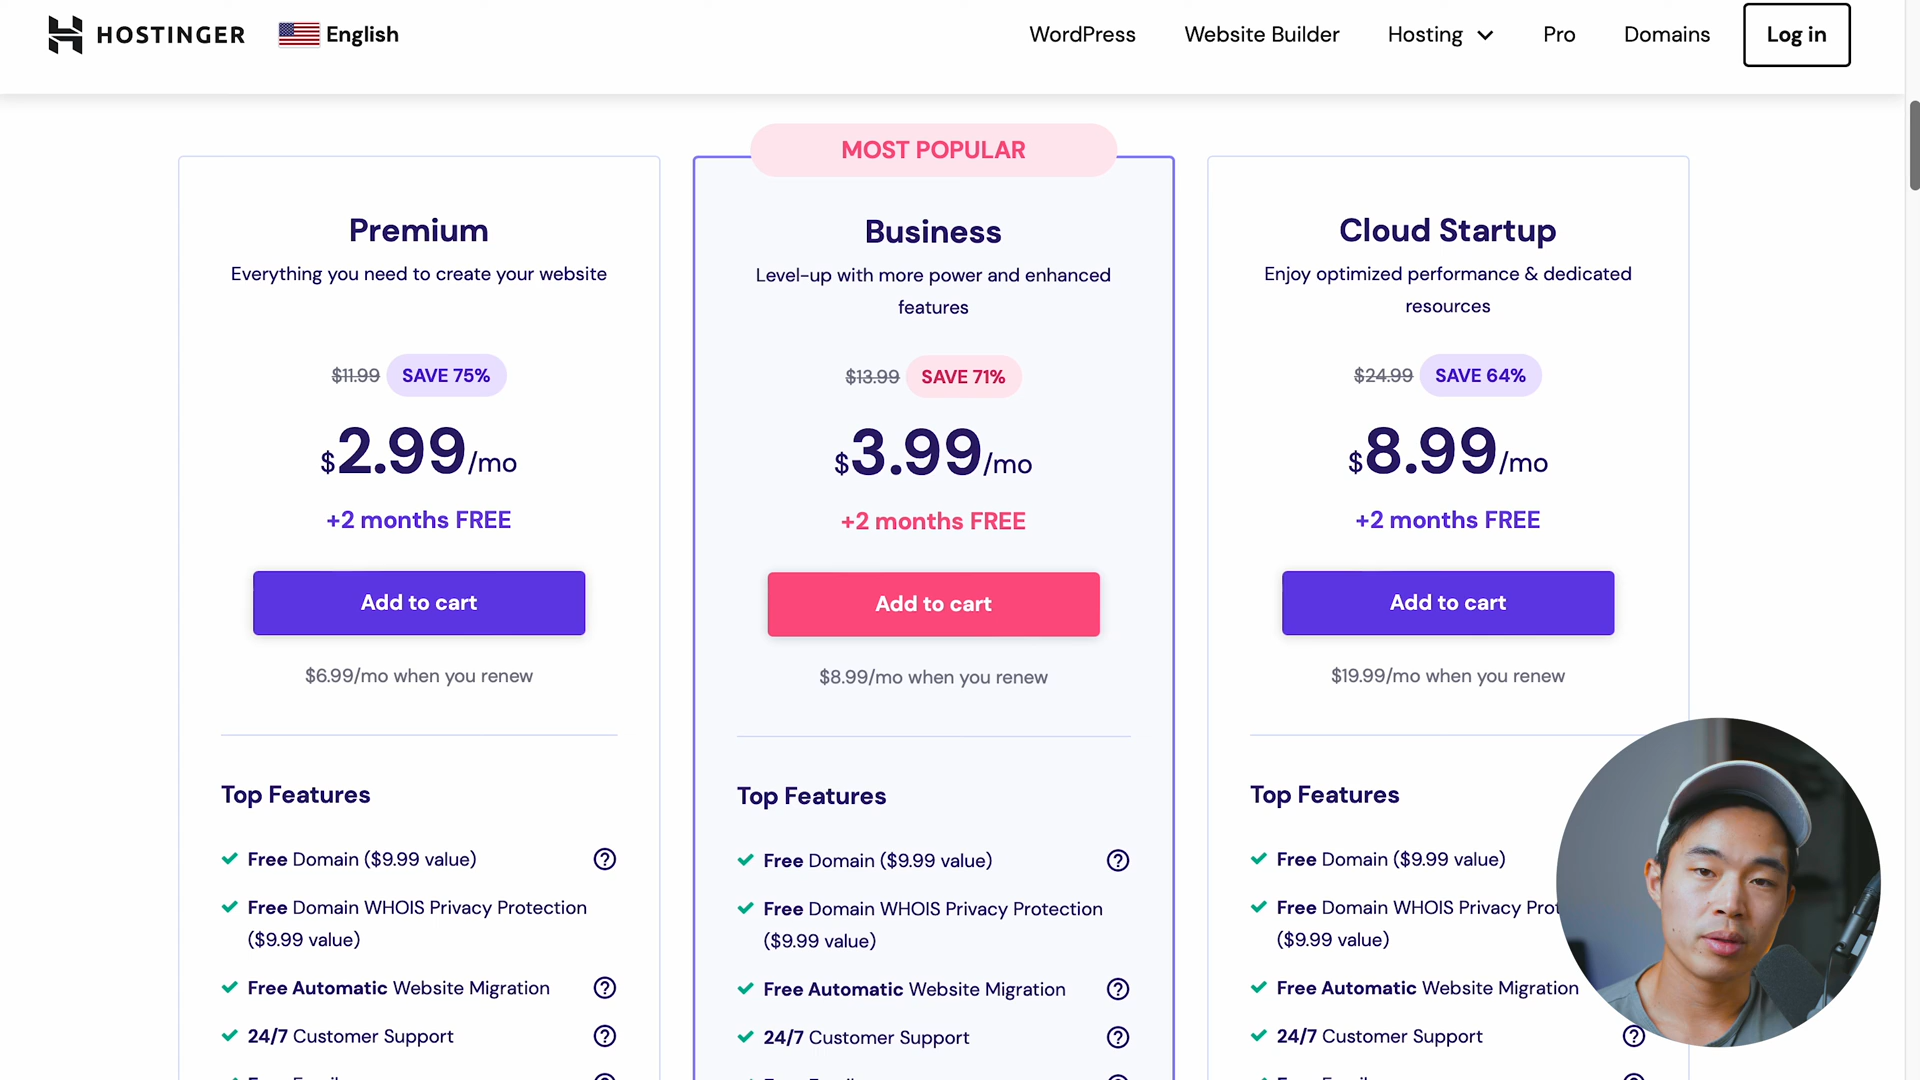 HOSTINGER English WordPress Website Builder Hosting Pro Domains Log in
MOST POPULAR
Premium
Everything you need to create your website
$11.99 SAVE 75%
$2.99/mo
+2 months FREE
Add to cart
$6.99/mo when you renew
Top Features
Free Domain ($9.99 value)
Free Domain WHOIS Privacy Protection
($9.99 value)
Free Automatic Website Migration
24/7 Customer Support
Business
Level-up with more power and enhanced
features
$13.99 SAVE 71%
$3.99/mo
+2 months FREE
Add to cart
$8.99/mo when you renew
Top Features
Free Domain ($9.99 value)
Free Domain WHOIS Privacy Protection
($9.99 value)
Free Automatic Website Migration
24/7 Customer Support
Cloud Startup
Enjoy optimized performance & dedicated
resources
$24.99 SAVE 64%
$8.99/mo
+2 months FREE
Add to cart
$19.99/mo when you renew
Top Features
Free Domain ($9.99 value)
Free Domain WHOIS Privacy
($9.99 value)
Free Automatic Website Migration
24/7 Customer Support